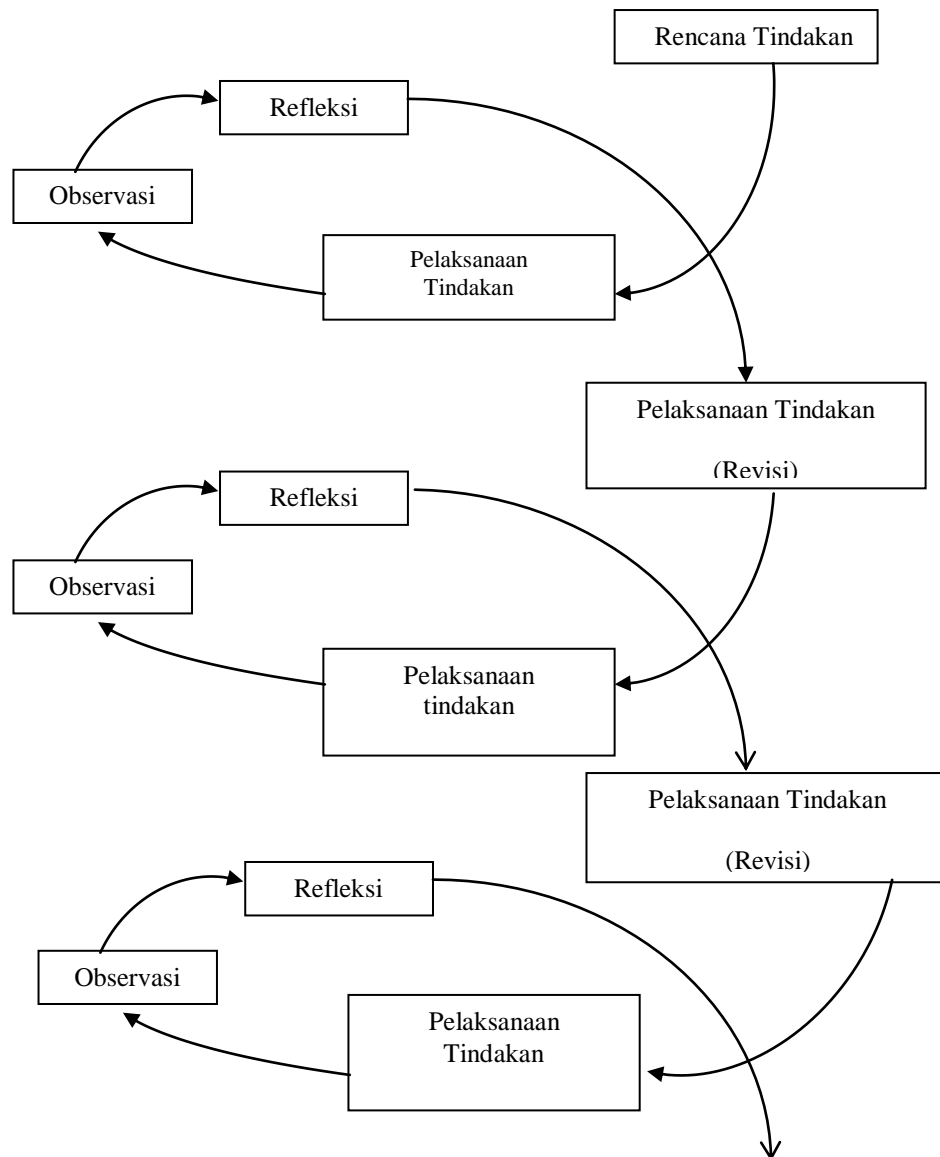 Rencana Tindakan
Refleksi
Observasi
Pelaksanaan
Tindakan
Pelaksanaan Tindakan
(Revisi)
Refleksi
Observasi
Pelaksanaan
tindakan
Pelaksanaan Tindakan
(Revisi)
Refleksi
Observasi
Pelaksanaan
Tindakan